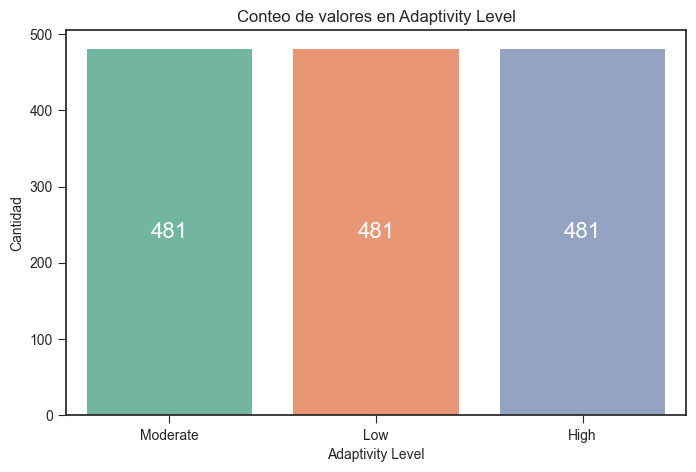 Conteo de valores en Adaptivity Level
500
400
300
200
100
0
Cantidad
481
481
481
Moderate
Low
High
Adaptivity Level